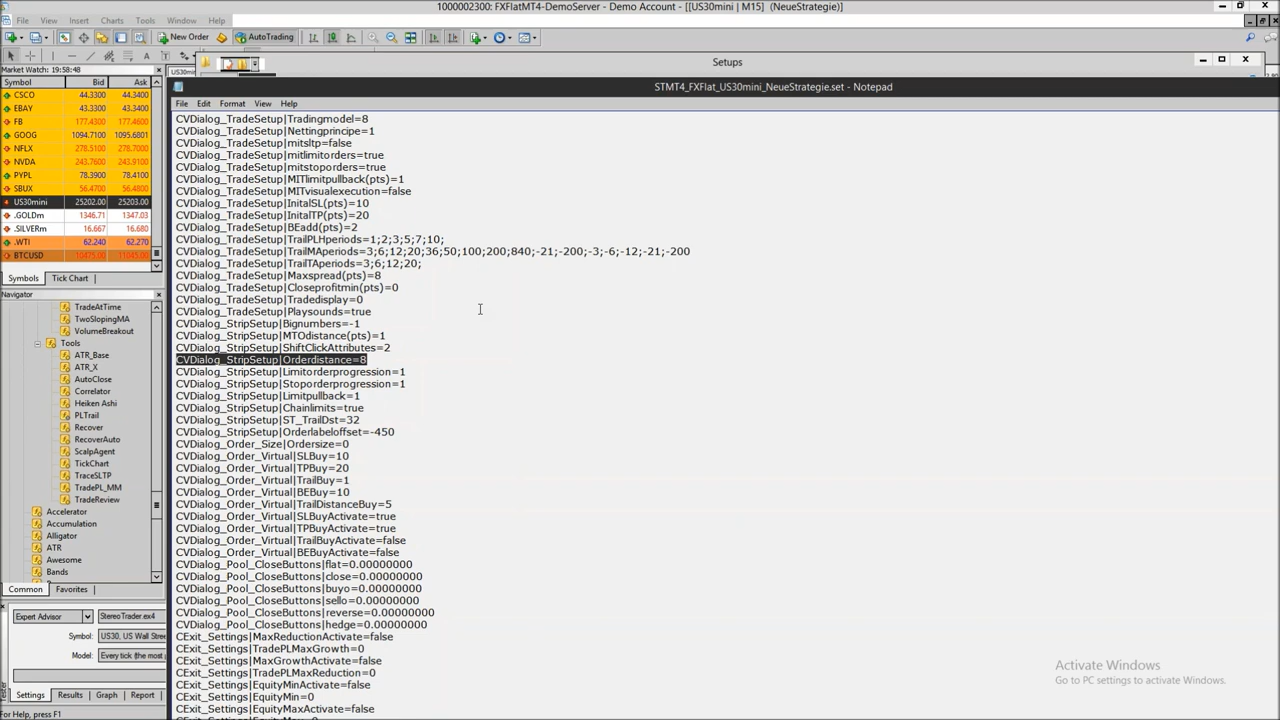 1000002300: FXFlatMT4-DemoServer - Demo Account - [[US30mini | M15] (NeueStrategie)]
View Insert Charts Tools Window Help
New Order AutoTrading
Market Watch: 19:58:48
Symbol Bid Ask
CSCO 44.3300 44.3400
EBAY 43.3300 43.3400
FB 177.4300 177.4600
GOOG 1094.7100 1095.6801
NFLX 278.5000 278.7000
NVDA 243.7600 243.9100
PYPL 78.3900 78.4100
SBUX 56.4700 56.4800
US30mini 25202.00 25203.00
.GOLDm 1346.71 1347.03
.SILVERm 16.667 16.680
.WTI 62.240 62.270
BTCUSD 10475.00 11045.00
Symbols Tick Chart
Navigator
TradeAtTime
TwoSlopingMA
VolumeBreakout
Tools
ATR_Base
ATR_X
AutoClose
Correlator
Heiken Ashi
PLTrail
Recover
RecoverAuto
ScalpAgent
TickChart
TraceSLTP
TradePL_MM
TradeReview
Accelerator
Accumulation
Alligator
ATR
Awesome
Bands
Common Favorites
Expert Advisor StereoTrader.ex4
Symbol: US30, US Wall Stree
Model: Every tick (the most p
Settings Results Graph Report
Tester
For Help, press F1
US30min
Setups
STMT4_FXFlat_US30mini_NeueStrategie.set - Notepad
File Edit Format View Help
CVDialog_TradeSetup|Tradingmodel=8
CVDialog_TradeSetup|Nettingprincipe=1
CVDialog_TradeSetup|mitsltp=false
CVDialog_TradeSetup|mitlimitorders=true
CVDialog_TradeSetup|mitstoporders=true
CVDialog_TradeSetup|MITlimitpullback(pts)=1
CVDialog_TradeSetup|MITvisualexecution=false
CVDialog_TradeSetup|InitalSL(pts)=10
CVDialog_TradeSetup|InitalTP(pts)=20
CVDialog_TradeSetup|BEadd(pts)=2
CVDialog_TradeSetup|TrailPLHperiods=1;2;3;5;7;10;
CVDialog_TradeSetup|TrailMAperiods=3;6;12;20;36;50;100;200;840;-21;-200;-3;-6;-12;-21;-200
CVDialog_TradeSetup|TrailTAperiods=3;6;12;20;
CVDialog_TradeSetup|Maxspread(pts)=8
CVDialog_TradeSetup|Closeprofitmin(pts)=0
CVDialog_TradeSetup|Tradedisplay=0
CVDialog_TradeSetup|Playsounds=true
CVDialog_StripSetup|Bignumbers=-1
CVDialog_StripSetup|MTOdistance(pts)=1
CVDialog_StripSetup|ShiftClickAttributes=2
CVDialog_StripSetup|Orderdistance=8
CVDialog_StripSetup|Limitorderprogression=1
CVDialog_StripSetup|Stoporderprogression=1
CVDialog_StripSetup|Limitpullback=1
CVDialog_StripSetup|Chainlimits=true
CVDialog_StripSetup|ST_TrailDst=32
CVDialog_StripSetup|Orderlabeloffset=-450
CVDialog_Order_Size|Ordersize=0
CVDialog_Order_Virtual|SLBuy=10
CVDialog_Order_Virtual|TPBuy=20
CVDialog_Order_Virtual|TrailBuy=1
CVDialog_Order_Virtual|BEBuy=10
CVDialog_Order_Virtual|TrailDistanceBuy=5
CVDialog_Order_Virtual|SLBuyActivate=true
CVDialog_Order_Virtual|TPBuyActivate=true
CVDialog_Order_Virtual|TrailBuyActivate=false
CVDialog_Order_Virtual|BEBuyActivate=false
CVDialog_Pool_CloseButtons|flat=0.00000000
CVDialog_Pool_CloseButtons|close=0.00000000
CVDialog_Pool_CloseButtons|buyo=0.00000000
CVDialog_Pool_CloseButtons|sello=0.00000000
CVDialog_Pool_CloseButtons|reverse=0.00000000
CVDialog_Pool_CloseButtons|hedge=0.00000000
CExit_Settings|MaxReductionActivate=false
CExit_Settings|TradePLMaxGrowth=0
CExit_Settings|MaxGrowthActivate=false
CExit_Settings|TradePLMaxReduction=0
CExit_Settings|EquityMinActivate=false
CExit_Settings|EquityMin=0
CExit_Settings|EquityMaxActivate=false
CExit_Settings|EquityMax=0
Activate Windows
Go to PC settings to activate Windows.